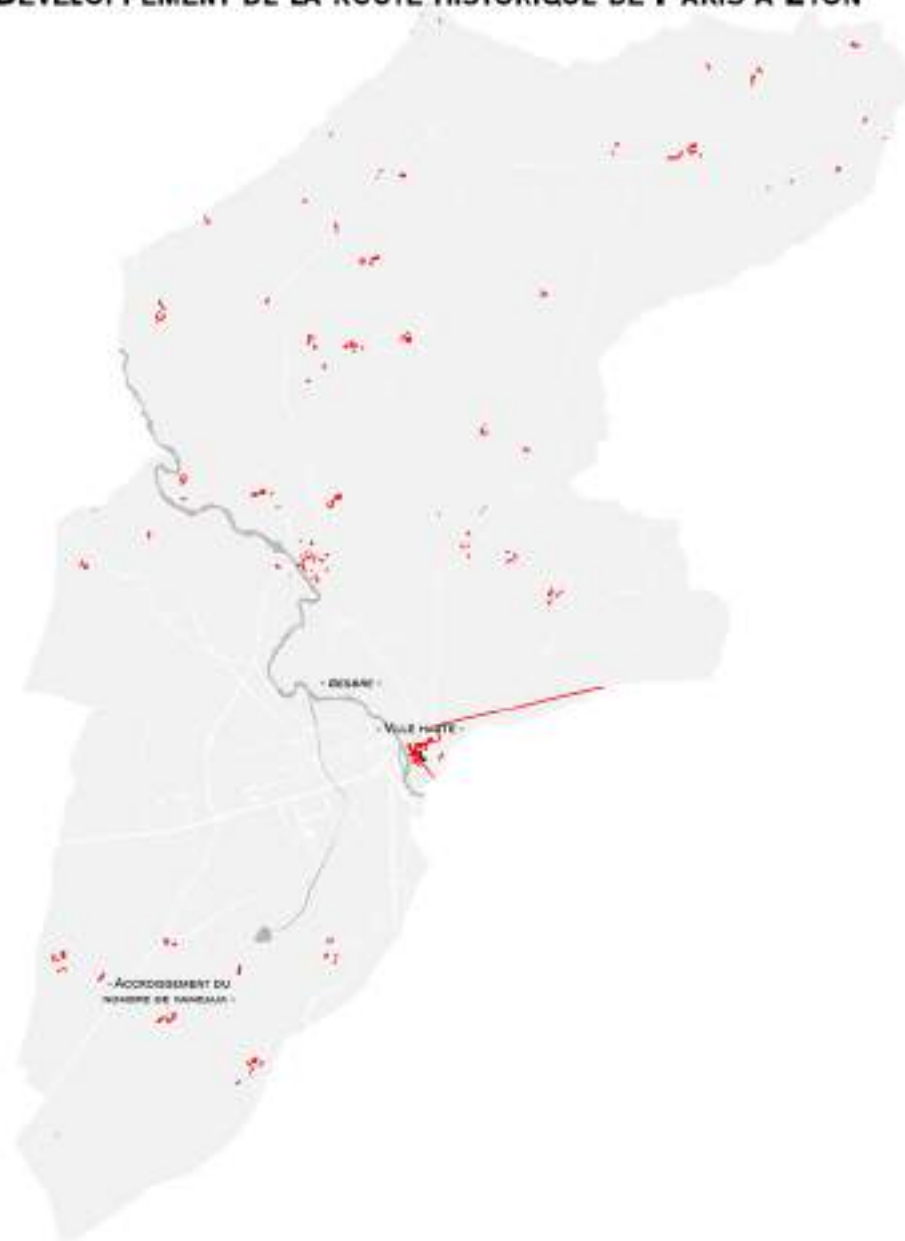 DÉVELOPPEMENT DE LA ROUTE HISTORIQUE DE PARIS À LYON
- VILLE HAUTE -
- ACCROISSEMENT DU
NOMBRE DE HAMEAUX -